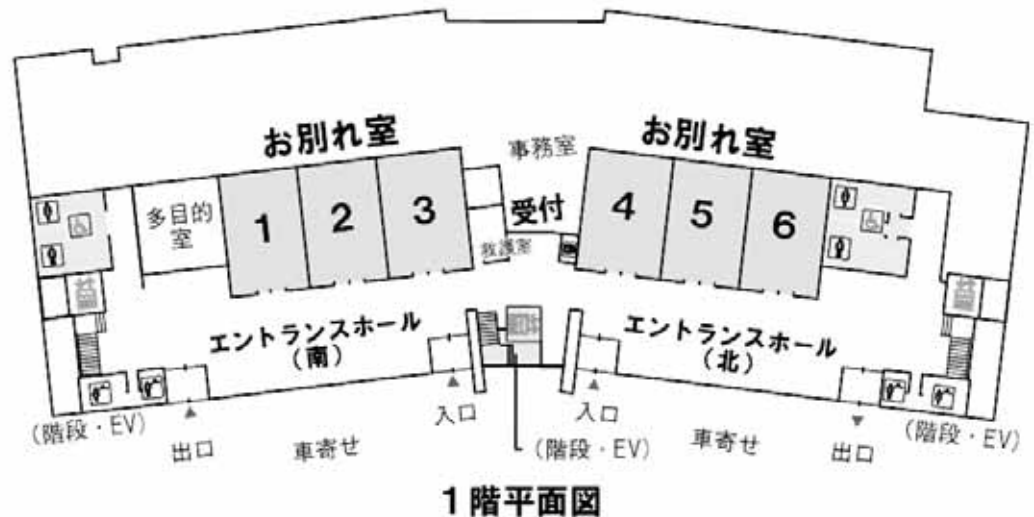 お別れ室
お別れ室
事務室
多目的
室
1
2
3
受付
4
5
6
救護室
エントランスホール
(南)
エントランスホール
(北)
(階段・EV)
出口
車寄せ
入口
入口
(階段・EV)
車寄せ
出口
(階段・EV)
1階平面図